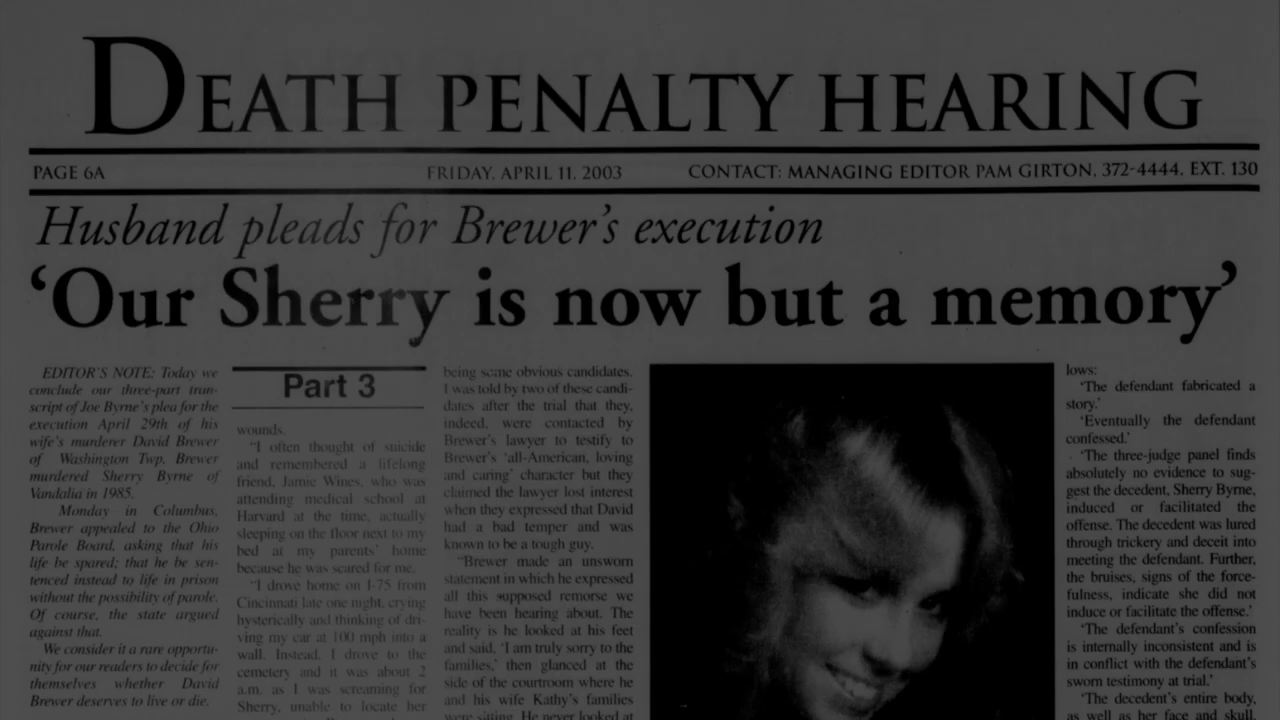 DEATH PENALTY HEARING
PAGE 6A FRIDAY, APRIL 11, 2003 CONTACT: MANAGING EDITOR PAM GIRTON, 372-4444, EXT. 130
Husband pleads for Brewer's execution
'Our Sherry is now but a memory'
EDITOR'S NOTE: Today we
conclude our three-part tran-
script of Joe Byrne's plea for the
execution April 29th of his
wife's murderer David Brewer
of Washington Twp. Brewer
murdered Sherry Byrne of
Vandalia in 1985.
Monday in Columbus,
Brewer appealed to the Ohio
Parole Board, asking that his
life be spared; that he be sen-
tenced instead to life in prison
without the possibility of parole.
Of course, the state argued
against that.
We consider it a rare opportu-
nity for our readers to decide for
themselves whether David
Brewer deserves to live or die.
Part 3
wounds.
"I often thought of suicide
and remembered a lifelong
friend, Jamie Wines, who was
attending medical school at
Harvard at the time, actually
sleeping on the floor next to my
bed at my parents' home
because he was scared for me.
"I drove home on I-75 from
Cincinnati late one night, crying
hysterically and thinking of dri-
ving my car at 100 mph into a
wall. Instead, I drove to the
cemetery and it was about 2
a.m. as I was screaming for
Sherry, unable to locate her
being some obvious candidates.
I was told by two of these candi-
dates after the trial that they,
indeed, were contacted by
Brewer's lawyer to testify to
Brewer's 'all-American, loving
and caring' character but they
claimed the lawyer lost interest
when they expressed that David
had a bad temper and was
known to be a tough guy.
"Brewer made an unsworn
statement in which he expressed
all this supposed remorse we
have been hearing about. The
reality is he looked at his feet
and said, 'I am truly sorry to the
families,' then glanced at the
side of the courtroom where he
and his wife Kathy's families
were sitting. He never looked at
lows:
'The defendant fabricated a
story.'
'Eventually the defendant
confessed.'
'The three-judge panel finds
absolutely no evidence to sug-
gest the decedent, Sherry Byrne,
induced or facilitated the
offense. The decedent was lured
through trickery and deceit into
meeting the defendant. Further,
the bruises, signs of the force-
fulness, indicate she did not
induce or facilitate the offense.'
'The defendant's confession
is internally inconsistent and is
in conflict with the defendant's
sworn testimony at trial.'
'The decedent's entire body,
as well as her face and skull,